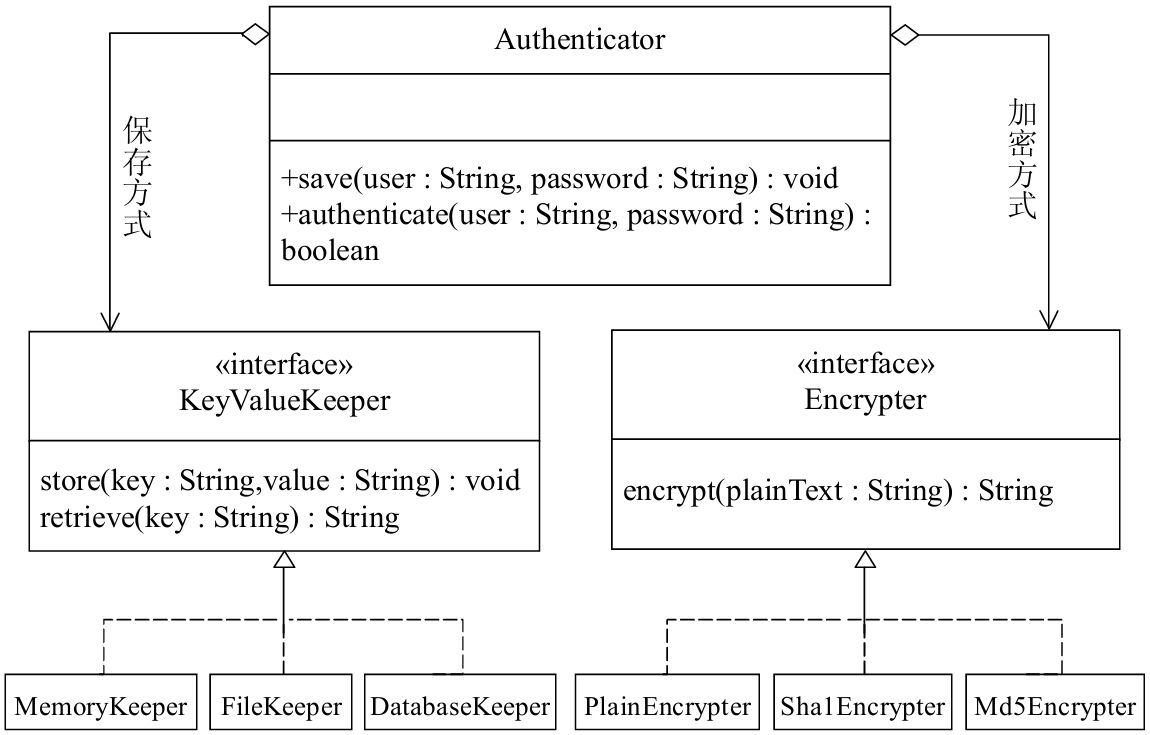 Authenticator
保存方式
加密方式
+save(user : String, password : String) : void
+authenticate(user : String, password : String) :
boolean
«interface»
KeyValueKeeper
store(key : String,value : String) : void
retrieve(key : String) : String
«interface»
Encrypter
encrypt(plainText : String) : String
MemoryKeeper
FileKeeper
DatabaseKeeper
PlainEncrypter
Sha1Encrypter
Md5Encrypter